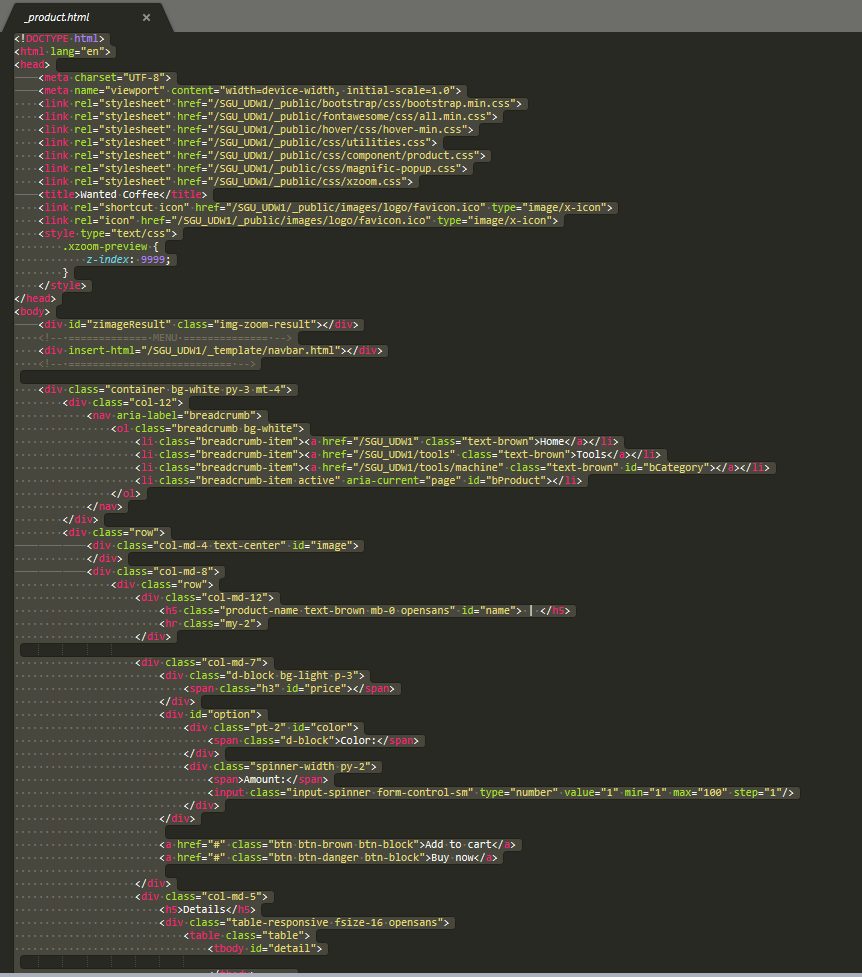 _product.html ×
<!DOCTYPE html>
<html lang="en">
<head>
<meta charset="UTF-8">
<meta name="viewport" content="width=device-width, initial-scale=1.0">
<link rel="stylesheet" href="/SGU_UDW1/_public/bootstrap/css/bootstrap.min.css">
<link rel="stylesheet" href="/SGU_UDW1/_public/fontawesome/css/all.min.css">
<link rel="stylesheet" href="/SGU_UDW1/_public/hover/css/hover-min.css">
<link rel="stylesheet" href="/SGU_UDW1/_public/css/utilities.css">
<link rel="stylesheet" href="/SGU_UDW1/_public/css/component/product.css">
<link rel="stylesheet" href="/SGU_UDW1/_public/css/magnific-popup.css">
<link rel="stylesheet" href="/SGU_UDW1/_public/css/xzoom.css">
<title>Wanted Coffee</title>
<link rel="shortcut icon" href="/SGU_UDW1/_public/images/logo/favicon.ico" type="image/x-icon">
<link rel="icon" href="/SGU_UDW1/_public/images/logo/favicon.ico" type="image/x-icon">
<style type="text/css">
.xzoom-preview {
z-index: 9999;
}
</style>
</head>
<body>
<div id="zimageResult" class="img-zoom-result"></div>
<!-- ============= MENU ============== -->
<div insert-html="/SGU_UDW1/_template/navbar.html"></div>
<!-- =========================== -->
<div class="container bg-white py-3 mt-4">
<div class="col-12">
<nav aria-label="breadcrumb">
<ol class="breadcrumb bg-white">
<li class="breadcrumb-item"><a href="/SGU_UDW1" class="text-brown">Home</a></li>
<li class="breadcrumb-item"><a href="/SGU_UDW1/tools" class="text-brown">Tools</a></li>
<li class="breadcrumb-item"><a href="/SGU_UDW1/tools/machine" class="text-brown" id="bCategory"></a></li>
<li class="breadcrumb-item active" aria-current="page" id="bProduct"></li>
</ol>
</nav>
</div>
<div class="row">
<div class="col-md-4 text-center" id="image">
</div>
<div class="col-md-8">
<div class="row">
<div class="col-md-12">
<h5 class="product-name text-brown mb-0 opensans" id="name"> | </h5>
<hr class="my-2">
</div>
<div class="col-md-7">
<div class="d-block bg-light p-3">
<span class="h3" id="price"></span>
</div>
<div id="option">
<div class="pt-2" id="color">
<span class="d-block">Color:</span>
</div>
<div class="spinner-width py-2">
<span>Amount:</span>
<input class="input-spinner form-control-sm" type="number" value="1" min="1" max="100" step="1"/>
</div>
</div>
<a href="#" class="btn btn-brown btn-block">Add to cart</a>
<a href="#" class="btn btn-danger btn-block">Buy now</a>
</div>
<div class="col-md-5">
<h5>Details</h5>
<div class="table-responsive fsize-16 opensans">
<table class="table">
<tbody id="detail">
</tbody>